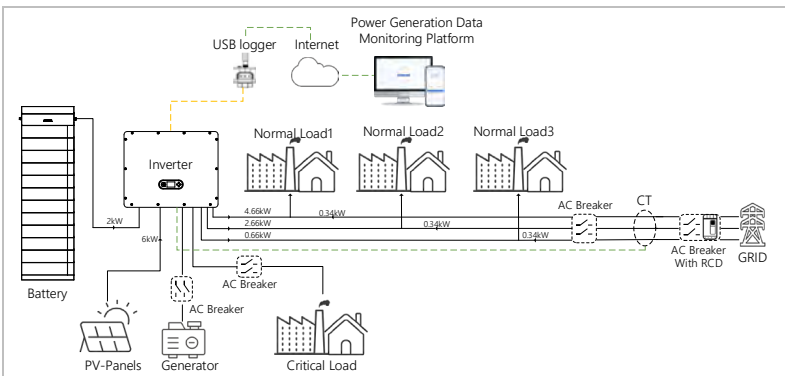 Power Generation Data
Monitoring Platform
USB logger
Internet
Normal Load1
Normal Load2
Normal Load3
Inverter
AC Breaker
CT
4.66kW
0.34kW
2kW
2.66kW
0.34kW
6kW
0.66kW
0.34kW
AC Breaker
With RCD
GRID
Battery
AC Breaker
AC Breaker
PV-Panels
Generator
Critical Load